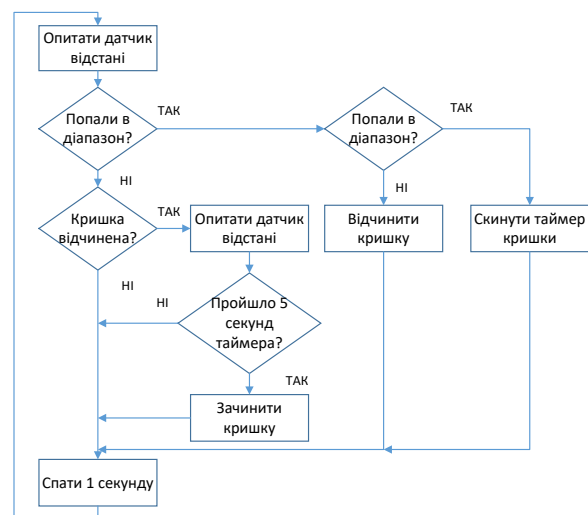 Опитати датчик
відстані
Попали в
діапазон?
ТАК
Попали в
діапазон?
ТАК
НІ
НІ
Кришка
відчинена?
ТАК
Опитати датчик
відстані
Відчинити
кришку
Скинути таймер
кришки
НІ
НІ
Пройшло 5
секунд
таймера?
ТАК
Зачинити
кришку
Спати 1 секунду